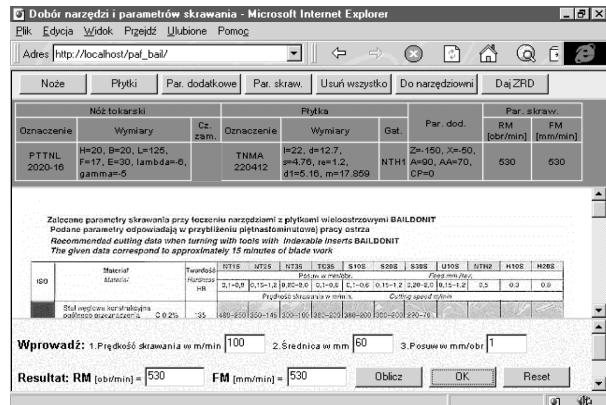 Dobór narzędzi i parametrów skrawania - Microsoft Internet Explorer
Plik Edycja Widok Przejdź Ulubione Pomoc
Adres http://localhost/paf_bail/
Noże Płytki Par. dodatkowe Par. skraw. Usuń wszystko Do narzędziowni Daj ZRD
Nóż tokarski Płytka Par. dod. Par. skraw.
Oznaczenie Wymiary Cz. zam. Oznaczenie Wymiary Gat. RM [obr/min] FM [mm/min]
PTTNL 2020-16 H=20, B=20, L=125, F=17, E=30, lambda=-6, gamma=-5 TNMA 220412 l=22, d=12.7, s=4.76, re=1.2, d1=5.16, m=17.859 NTH1 Z=-150, X=-50, A=90, AA=70, CP=0 530 530
Zalecane parametry skrawania przy toczeniu narzędziami z płytkami wieloostrzowymi BAILDONIT
Podane parametry odpowiadają w przybliżeniu piętnastominutowej pracy ostrza
Recommended cutting data when turning with tools with Indexable Inserts BAILDONIT
The given data correspond to approximately 15 minutes of blade work
ISO Materiał Material Twardość Hardness HB NT15 NT25 NT35 TC35 S10S S20S S30S U10S NTH2 H10S H20S
Posuw w mm/obr. Feed mm/rev.
Prędkość skrawania w m/min. Cutting speed m/min
Stal węglowa konstrukcyjna
Wprowadź: 1.Prędkość skawania w m/min 100 2.Średnica w mm 60 3.Posuw w mm/obr 1
Resultat: RM [obr/min] = 530 FM [mm/min] = 530 Oblicz OK Reset